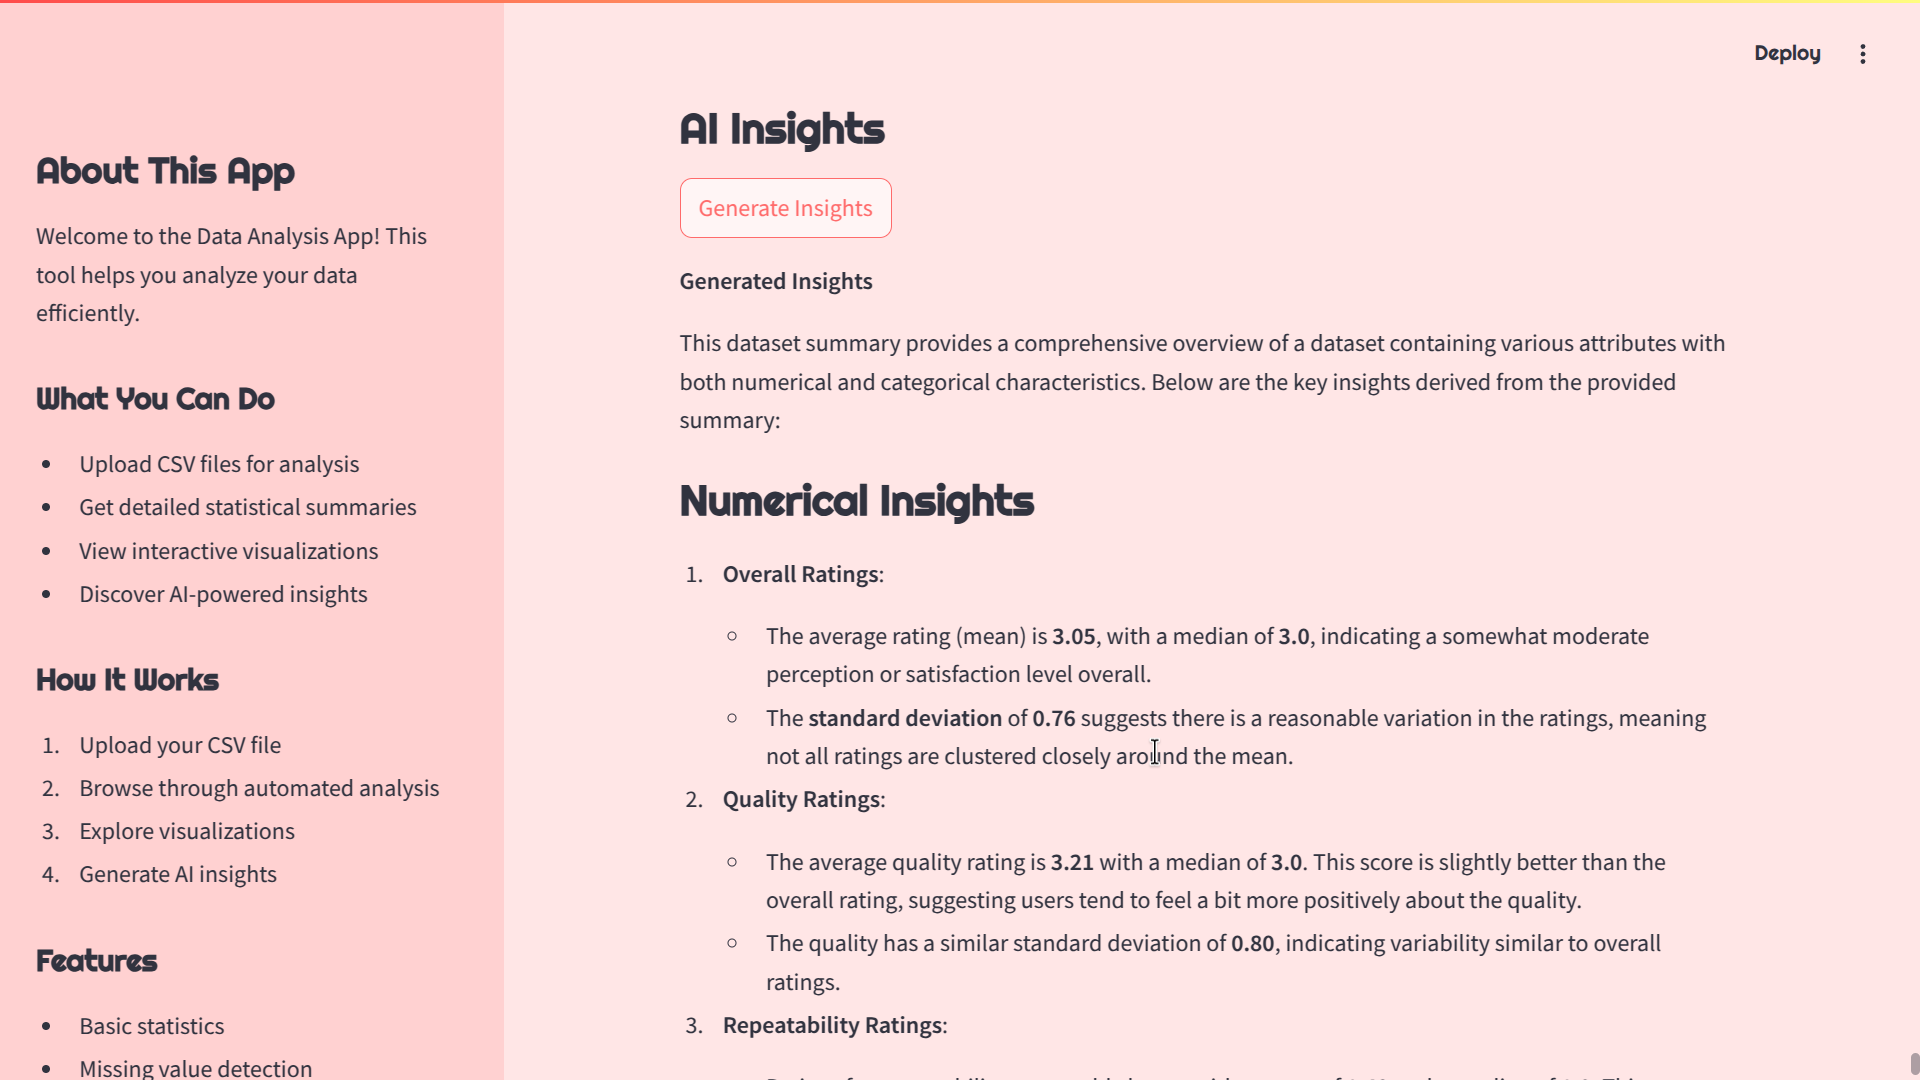 Deploy
About This App
Welcome to the Data Analysis App! This
tool helps you analyze your data
efficiently.
What You Can Do
• Upload CSV files for analysis
• Get detailed statistical summaries
• View interactive visualizations
• Discover AI-powered insights
How It Works
1. Upload your CSV file
2. Browse through automated analysis
3. Explore visualizations
4. Generate AI insights
Features
• Basic statistics
• Missing value detection
AI Insights
Generate Insights
Generated Insights
This dataset summary provides a comprehensive overview of a dataset containing various attributes with
both numerical and categorical characteristics. Below are the key insights derived from the provided
summary:
Numerical Insights
1. Overall Ratings:
○ The average rating (mean) is 3.05, with a median of 3.0, indicating a somewhat moderate
perception or satisfaction level overall.
○ The standard deviation of 0.76 suggests there is a reasonable variation in the ratings, meaning
not all ratings are clustered closely around the mean.
2. Quality Ratings:
○ The average quality rating is 3.21 with a median of 3.0. This score is slightly better than the
overall rating, suggesting users tend to feel a bit more positively about the quality.
○ The quality has a similar standard deviation of 0.80, indicating variability similar to overall
ratings.
3. Repeatability Ratings: